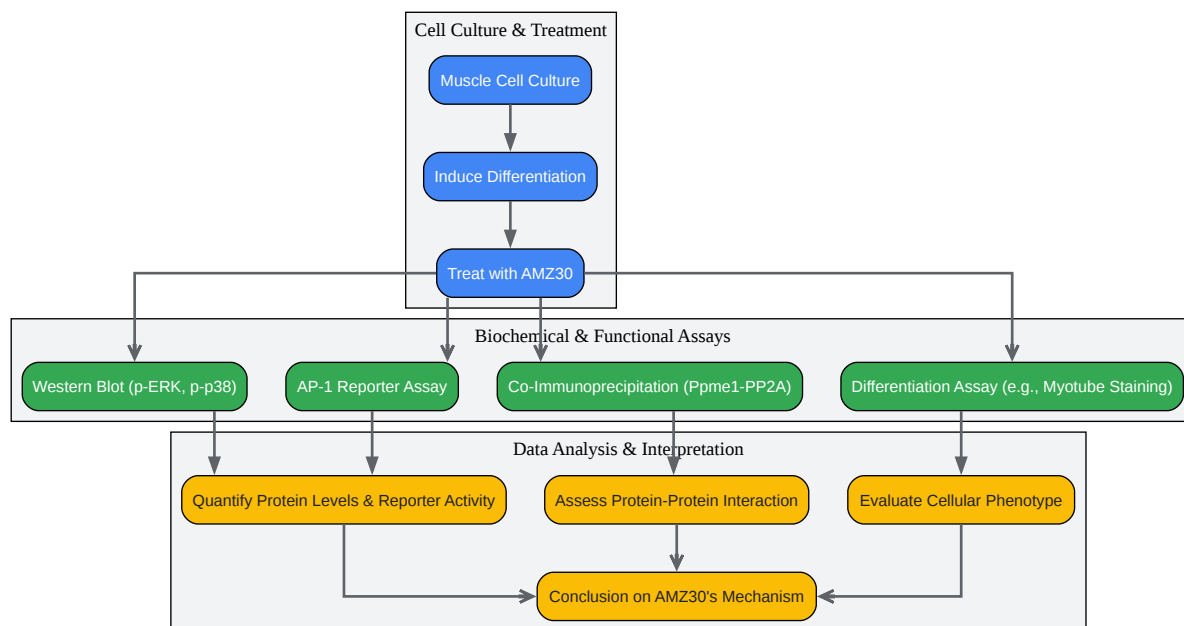 Cell Culture & Treatment
Muscle Cell Culture
Induce Differentiation
Treat with AMZ30
Biochemical & Functional Assays
Western Blot (p-ERK, p-p38)
AP-1 Reporter Assay
Co-Immunoprecipitation (Ppme1-PP2A)
Differentiation Assay (e.g., Myotube Staining)
Data Analysis & Interpretation
Quantify Protein Levels & Reporter Activity
Assess Protein-Protein Interaction
Evaluate Cellular Phenotype
Conclusion on AMZ30's Mechanism